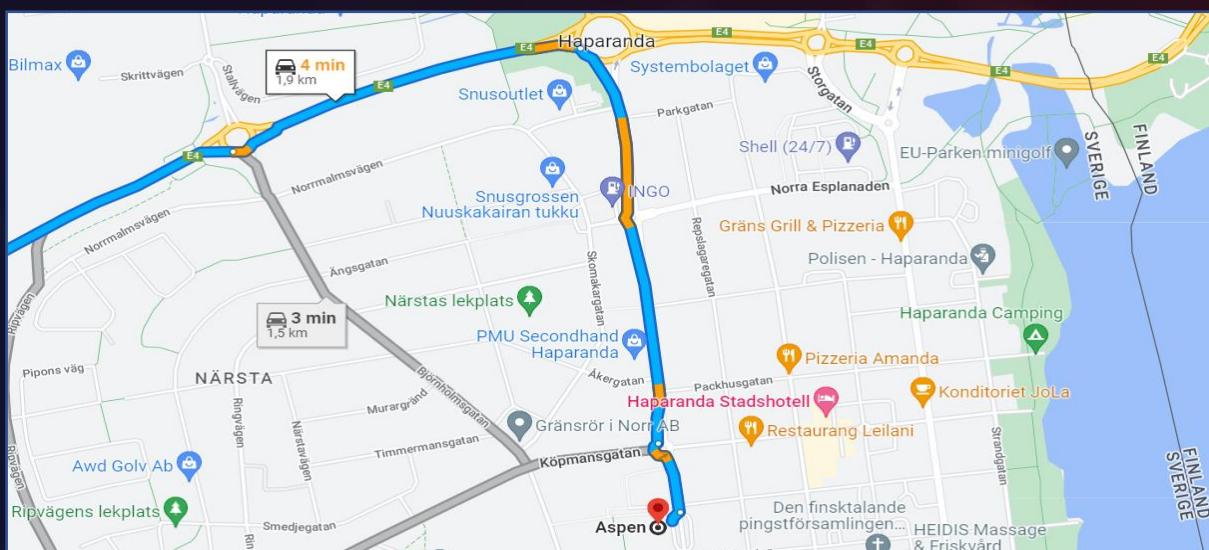 Haparanda
E4
E4
Haparanda
Bilmax
Skrittvägen
Stallvägen
4 min
1,9 km
E4
Systembolaget
Storgatan
E4
E4
Snusoutlet
Parkgatan
E4
Norrmalmsvägen
Shell (24/7)
EU-Parken minigolf
SVERIGE
FINLAND
Snusgrossen
Nuuskakairan tukku
INGO
Norra Esplanaden
Norrmalmsvägen
Repslagaregatan
Gräns Grill & Pizzeria
Ängsgatan
Skomakargatan
Polisen - Haparanda
Ripvägen
Närstas lekplats
Haparanda Camping
3 min
1,5 km
PMU Secondhand
Haparanda
Pizzeria Amanda
Pipons väg
NÄRSTA
Björnholmsgatan
Åkergatan
Packhusgatan
Konditoriet JoLa
Haparanda Stadshotell
Murargränd
Ringvägen
Närstavägen
Gränsrör i Norr AB
Restaurang Leilani
Strandgatan
Timmermansgatan
Köpmansgatan
Ripvägen
Awd Golv Ab
FINLAND
SVERIGE
Ripvägens lekplats
Smedjegatan
Aspen
Den finsktalande
pingstförsamlingen...
HEIDIS Massage
& Friskvård